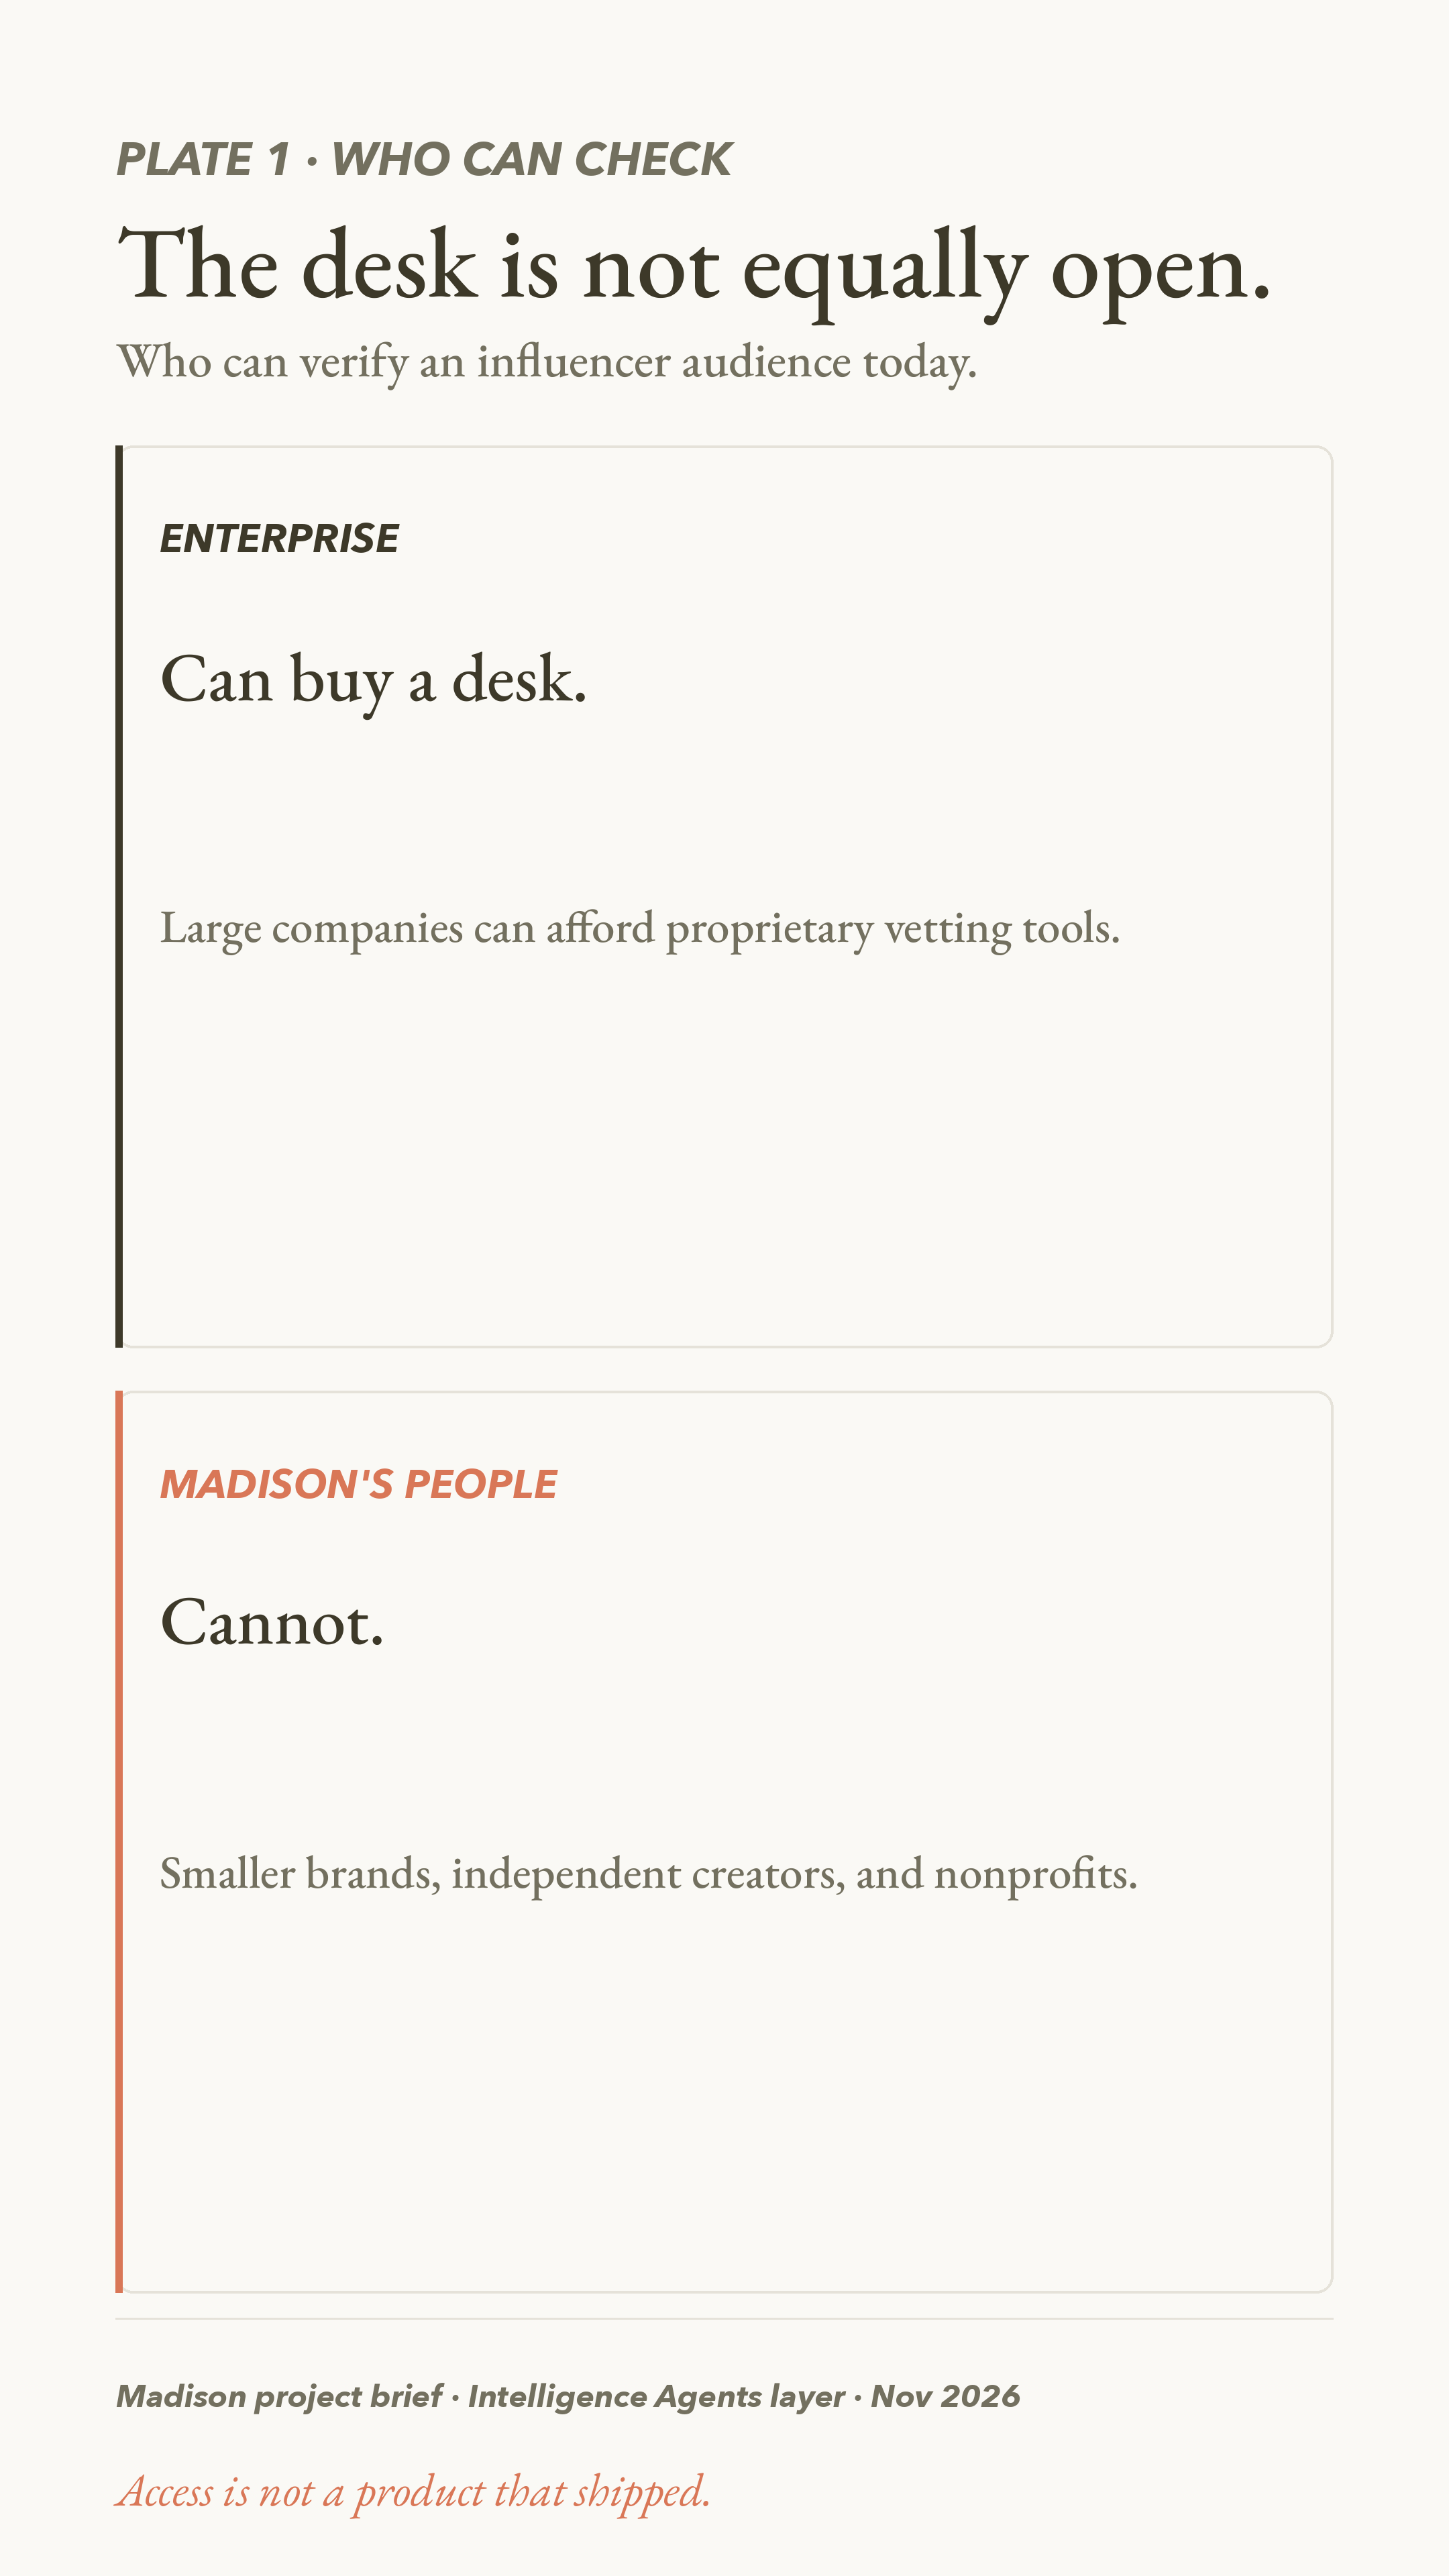 PLATE 1 · WHO CAN CHECK
The desk is not equally open.
Who can verify an influencer audience today.
ENTERPRISE
Can buy a desk.
Large companies can afford proprietary vetting tools.
MADISON'S PEOPLE
Cannot.
Smaller brands, independent creators, and nonprofits.
Madison project brief · Intelligence Agents layer · Nov 2026
Access is not a product that shipped.